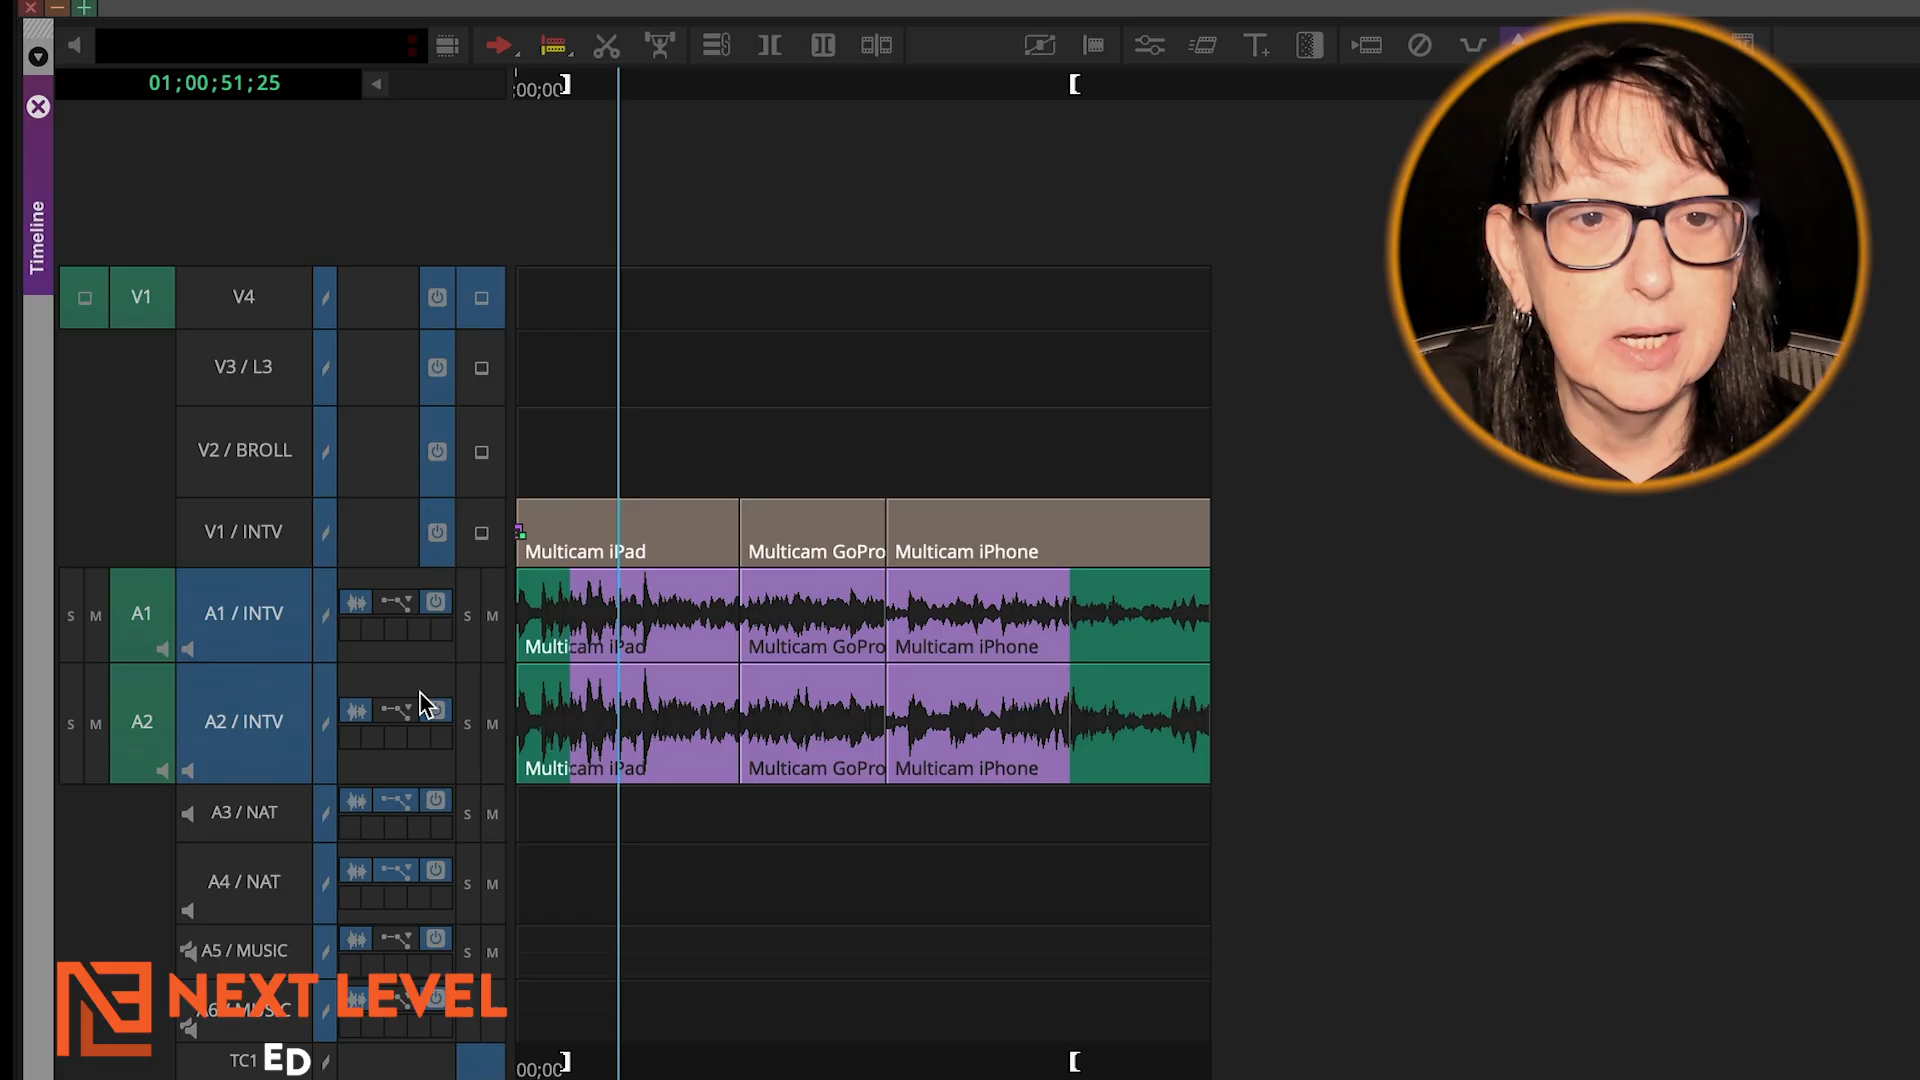 01;00;51;25
;00;00
Timeline
V1 V4
V3 / L3
V2 / BROLL
V1 / INTV
Multicam iPad Multicam GoPro Multicam iPhone
S M A1 A1 / INTV S M
Multicam iPad Multicam GoPro Multicam iPhone
S M A2 A2 / INTV S M
Multicam iPad Multicam GoPro Multicam iPhone
A3 / NAT S M
A4 / NAT S M
A5 / MUSIC S M
NEXT LEVEL
A6 / MUSIC
TC1
ED
00;00